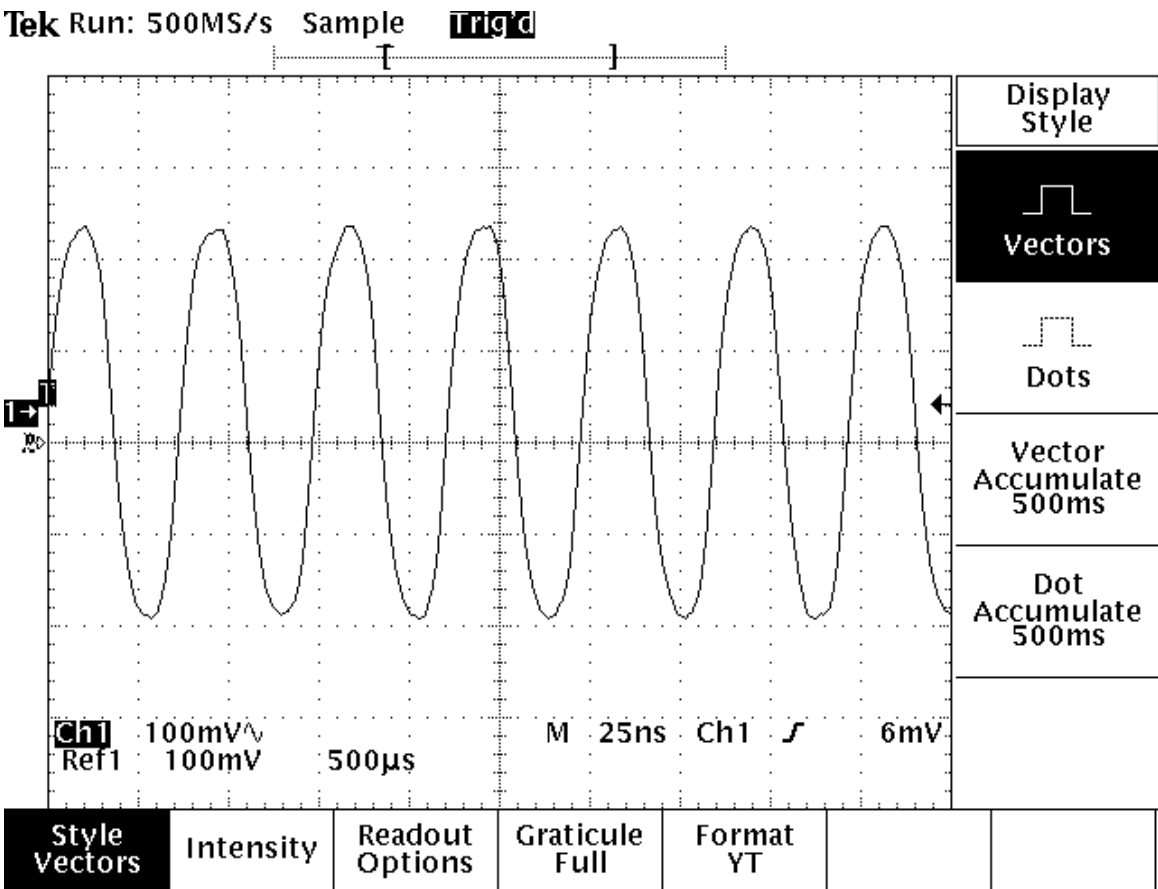 Tek Run: 500MS/s Sample Trig'd
[ T ]
Display
Style
Vectors
Dots
T
1→
Vector
Accumulate
500ms
Dot
Accumulate
500ms
Ch1 100mV∿ M 25ns Ch1 ∫ 6mV
Ref1 100mV 500µs
Style
Vectors
Intensity
Readout
Options
Graticule
Full
Format
YT